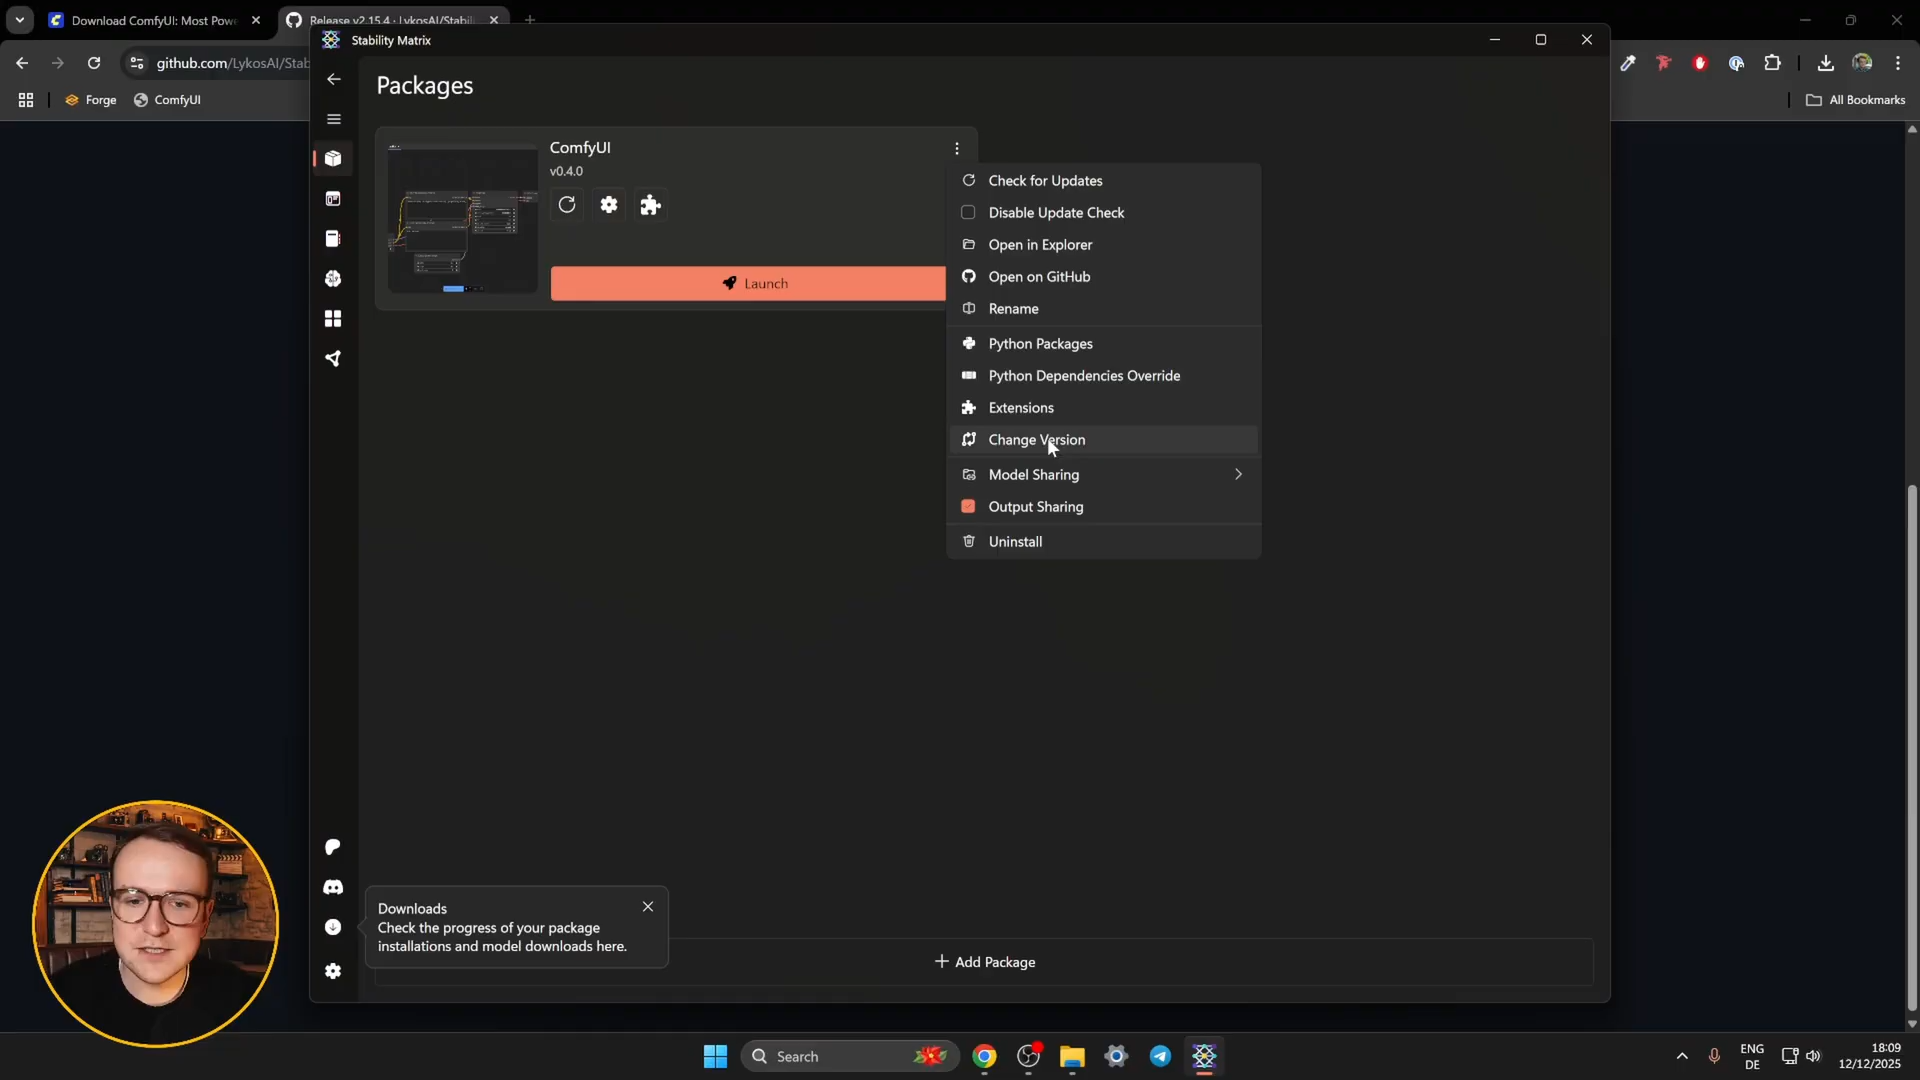 Download ComfyUI: Most Pow
Release v2.15.4 · LykosAI/Stabil
Stability Matrix
github.com/LykosAI/Stab
Forge
ComfyUI
All Bookmarks
Packages
ComfyUI
v0.4.0
Launch
Check for Updates
Disable Update Check
Open in Explorer
Open on GitHub
Rename
Python Packages
Python Dependencies Override
Extensions
Change Version
Model Sharing
Output Sharing
Uninstall
Downloads
Check the progress of your package
installations and model downloads here.
Add Package
Search
ENG
DE
18:09
12/12/2025